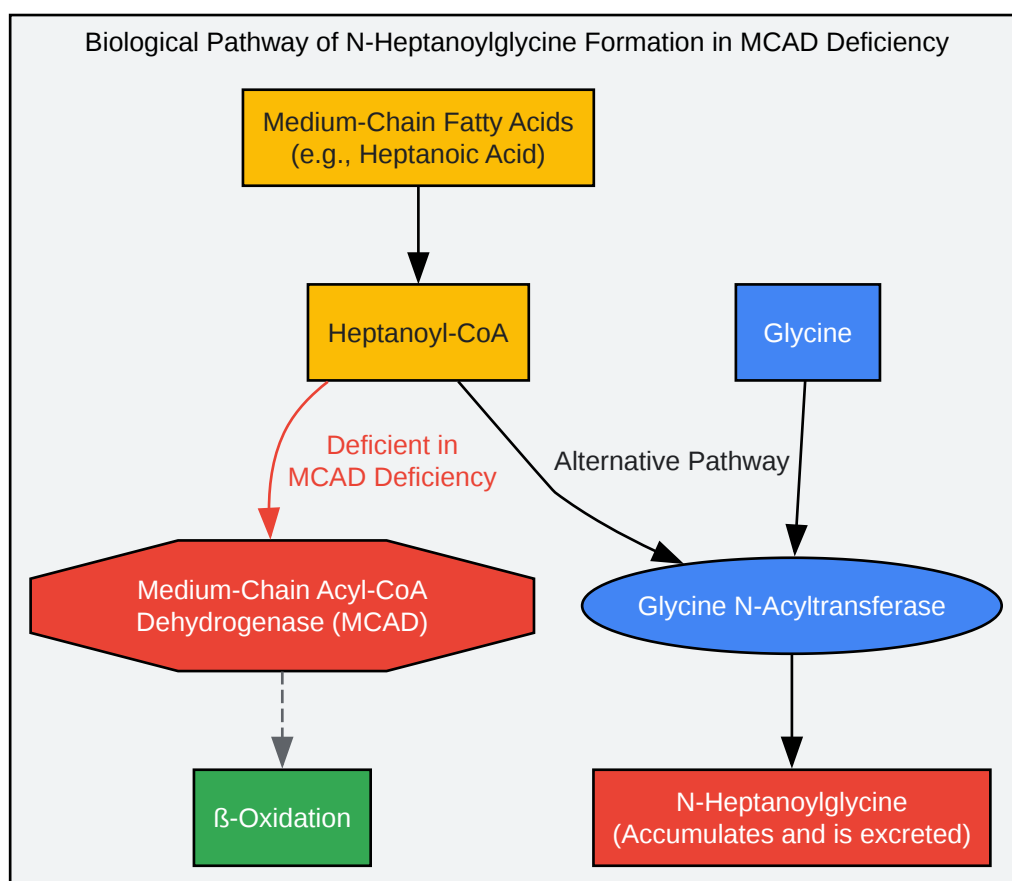 Biological Pathway of N-Heptanoylglycine Formation in MCAD Deficiency
Medium-Chain Fatty Acids
(e.g., Heptanoic Acid)
Heptanoyl-CoA
Glycine
Deficient in
MCAD Deficiency
Alternative Pathway
Medium-Chain Acyl-CoA
Dehydrogenase (MCAD)
Glycine N-Acyltransferase
ß-Oxidation
N-Heptanoylglycine
(Accumulates and is excreted)